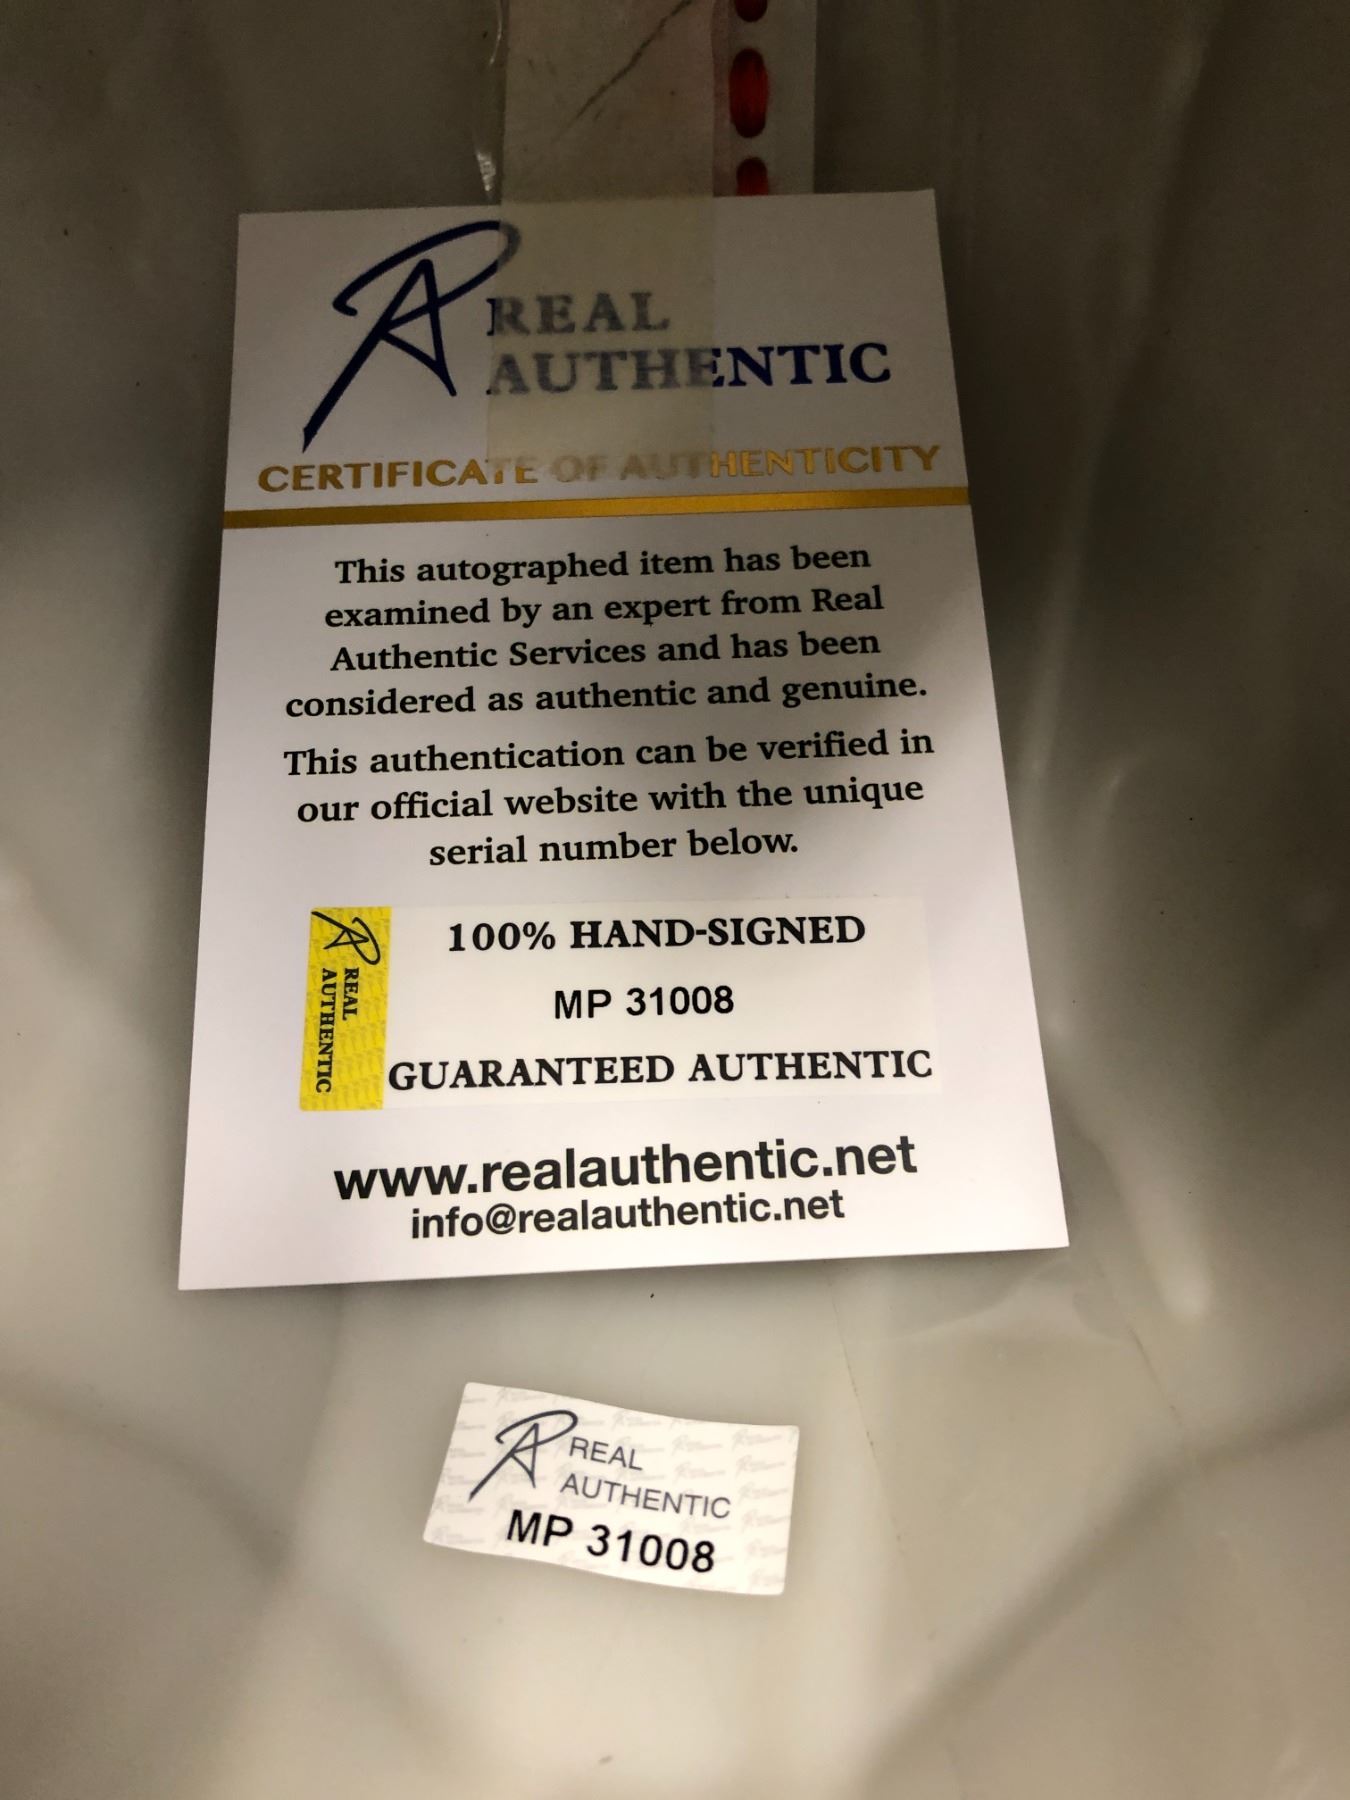 REAL
AUTHENTIC
CERTIFICATE OF AUTHENTICITY
This autographed item has been
examined by an expert from Real
Authentic Services and has been
considered as authentic and genuine.
This authentication can be verified in
our official website with the unique
serial number below.
REAL
AUTHENTIC
100% HAND-SIGNED
MP 31008
GUARANTEED AUTHENTIC
www.realauthentic.net
info@realauthentic.net
REAL
AUTHENTIC
MP 31008